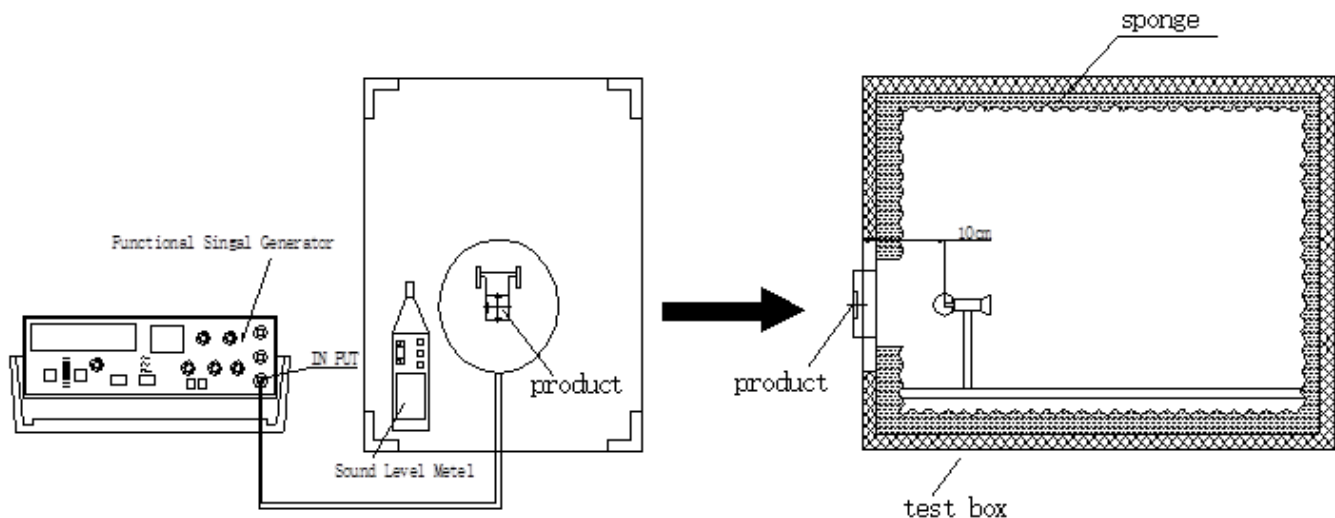 sponge
Functional Singal Generator
10cm
IN PUT
product
product
Sound Level Metel
test box